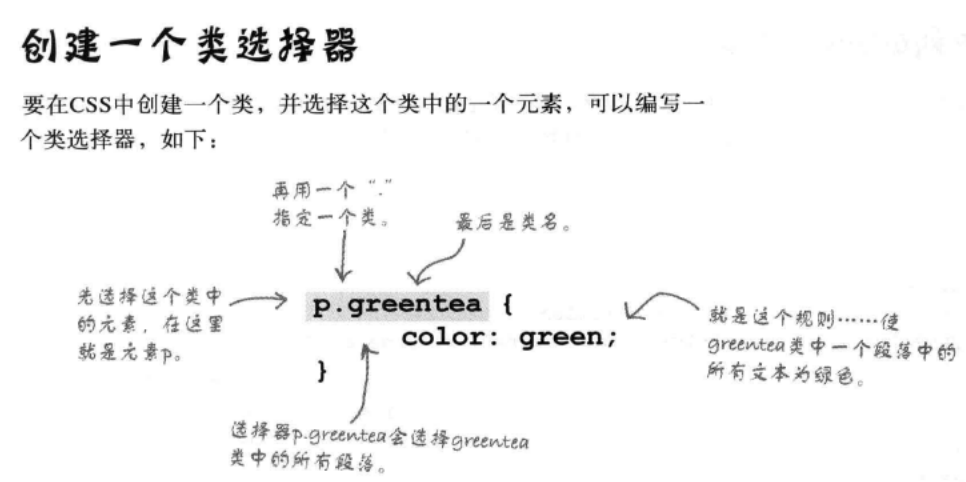 创建一个类选择器
要在CSS中创建一个类，并选择这个类中的一个元素，可以编写一
个类选择器，如下：
再用一个“.”
指定一个类。
最后是类名。
先选择这个类中
的元素，在这里
就是元素p。
p.greentea {
color: green;
}
就是这个规则……使
greentea类中一个段落中的
所有文本为绿色。
选择器p.greentea会选择greentea
类中的所有段落。